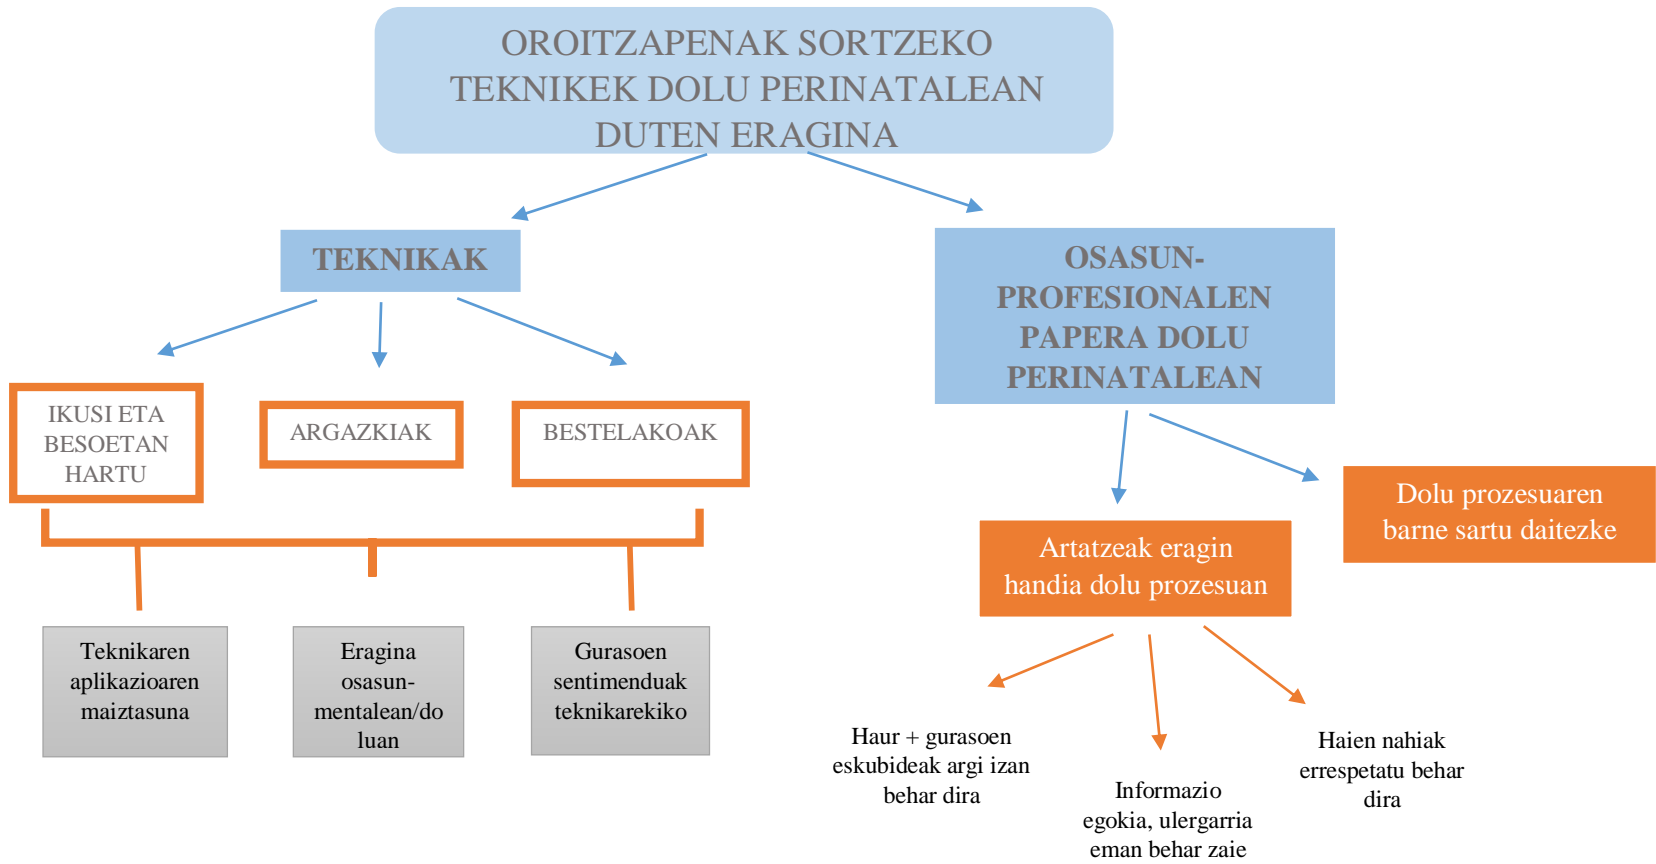 OROITZAPENAK SORTZEKO
TEKNIKEK DOLU PERINATALEAN
DUTEN ERAGINA
TEKNIKAK
OSASUN-
PROFESIONALEN
PAPERA DOLU
PERINATALEAN
IKUSI ETA
BESOETAN
HARTU
ARGAZKIAK
BESTELAKOAK
Dolu prozesuaren
barne sartu daitezke
Artatzeak eragin
handia dolu prozesuan
Teknikaren
aplikazioaren
maiztasuna
Eragina
osasun-
mentalean/do
luan
Gurasoen
sentimenduak
teknikarekiko
Haur + gurasoen
eskubideak argi izan
behar dira
Informazio
egokia, ulergarria
eman behar zaie
Haien nahiak
errespetatu behar
dira